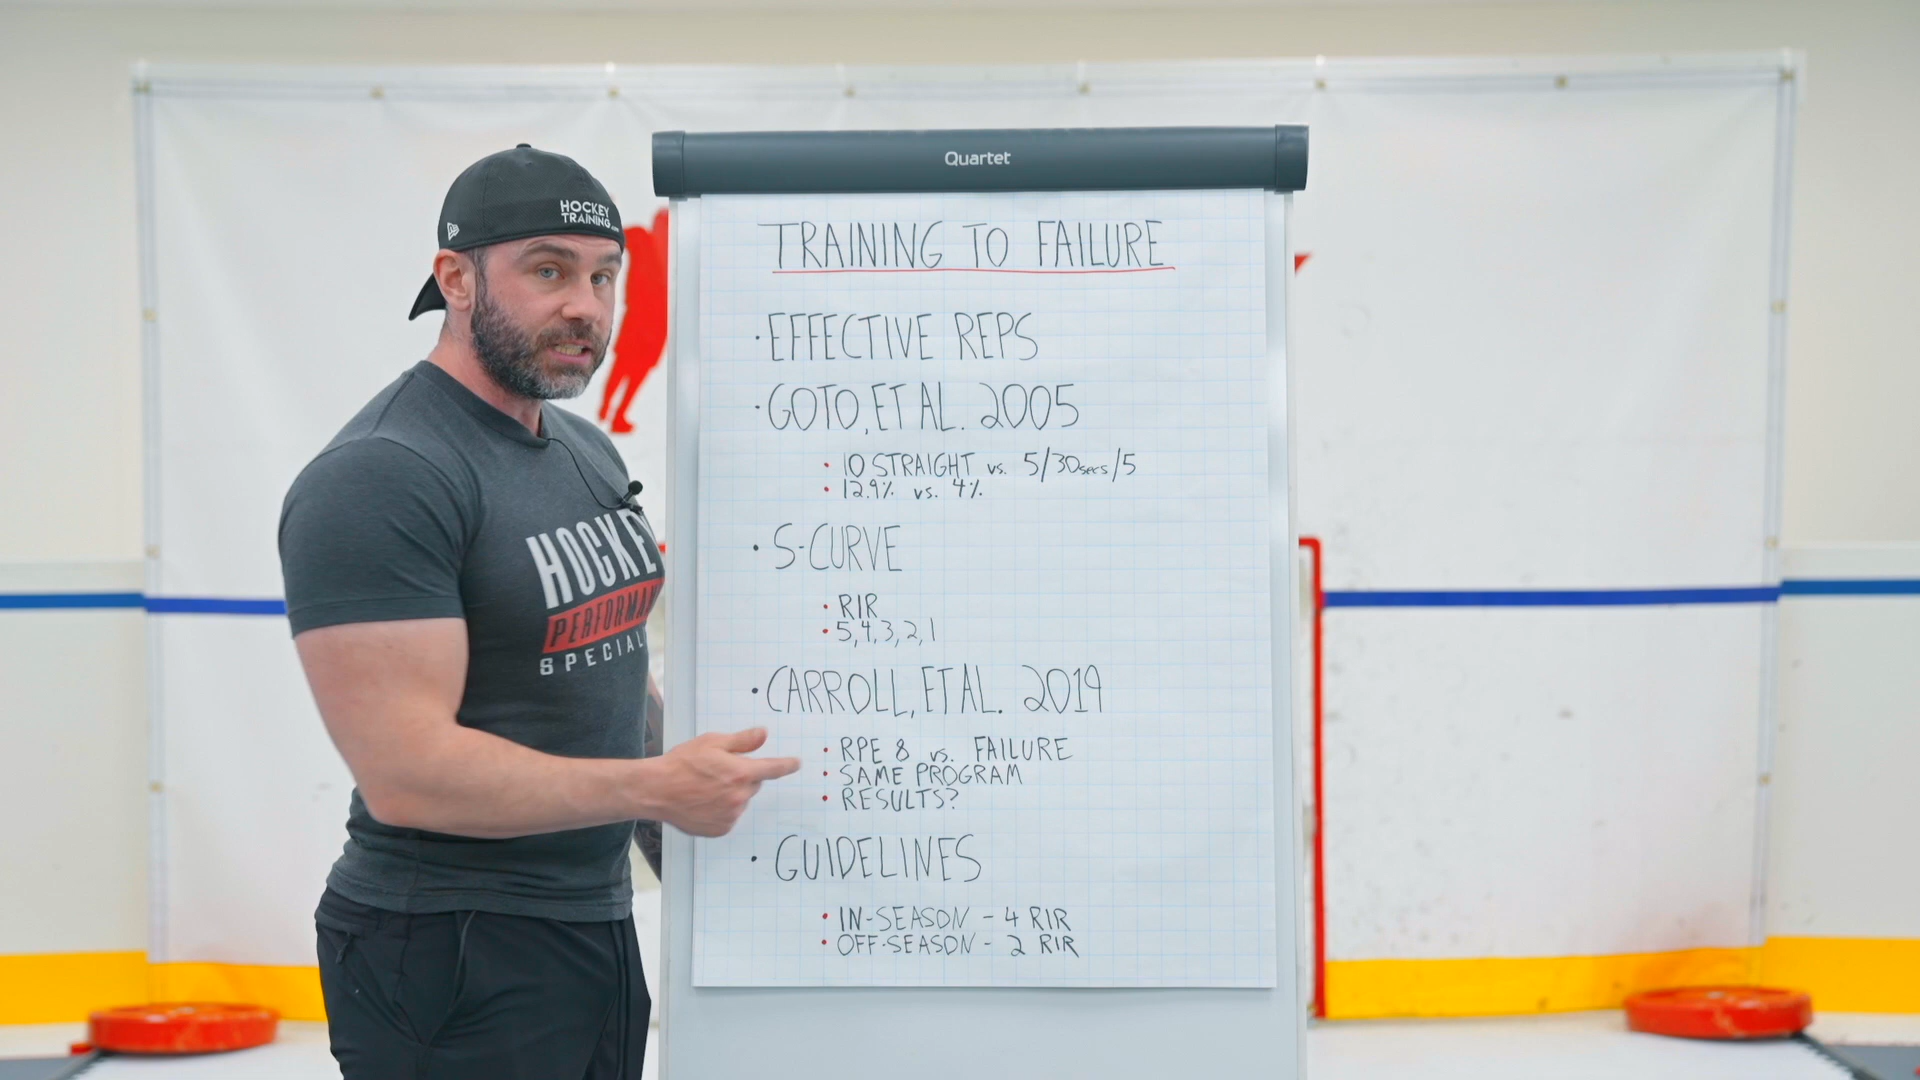 Quartet
HOCKEY
TRAINING.com
TRAINING TO FAILURE
· EFFECTIVE REPS
· GOTO, ET AL. 2005
· 10 STRAIGHT vs. 5/30secs/5
· 12.9% vs. 4%
· S-CURVE
· RIR
· 5, 4, 3, 2, 1
· CARROLL, ET AL. 2019
· RPE 8 vs. FAILURE
· SAME PROGRAM
· RESULTS?
· GUIDELINES
· IN-SEASON - 4 RIR
· OFF-SEASON - 2 RIR
HOCKEY
PERFORMAN
SPECIAL